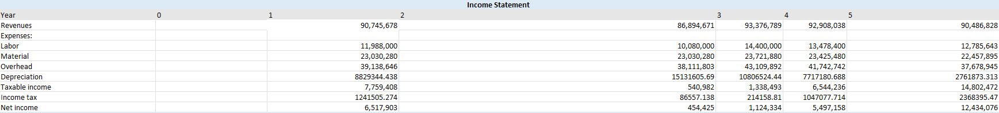 Income Statement
Year 0 1 2 3 4 5
Revenues 90,745,678 86,894,671 93,376,789 92,908,038 90,486,828
Expenses:
Labor 11,988,000 10,080,000 14,400,000 13,478,400 12,785,643
Material 23,030,280 23,030,280 23,721,880 23,425,480 22,457,895
Overhead 39,138,646 38,111,803 43,109,892 41,742,742 37,678,945
Depreciation 8829344.438 15131605.69 10806524.44 7717180.688 2761873.313
Taxable income 7,759,408 540,982 1,338,493 6,544,236 14,802,472
Income tax 1241505.274 86557.138 214158.81 1047077.714 2368395.47
Net income 6,517,903 454,425 1,124,334 5,497,158 12,434,076